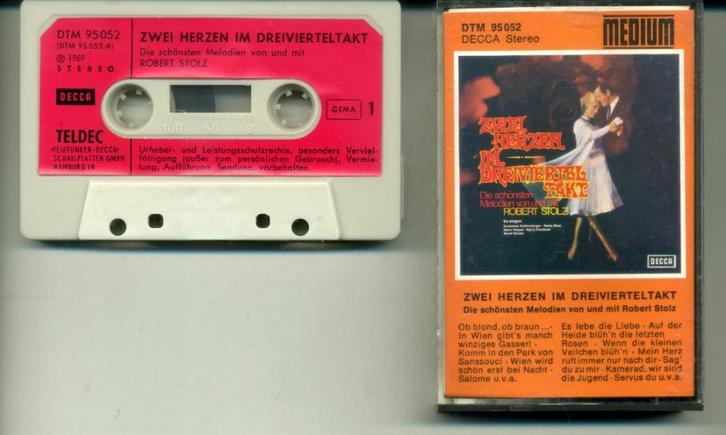 DTM 95052
(DTM 95 052-A)
℗ 1969
STEREO
DECCA
TELDEC
»TELEFUNKEN-DECCA«
SCHALLPLATTEN GMBH
HAMBURG 19
ZWEI HERZEN IM DREIVIERTELTAKT
Die schönsten Melodien von und mit
ROBERT STOLZ
GEMA 1
100 50 0
Urheber- und Leistungsschutzrechte, besonders Verviel-
fältigung (außer zum persönlichen Gebrauch), Vermie-
tung, Aufführung, Sendung, vorbehalten.
DTM 95052
DECCA Stereo
MEDIUM
ZWEI
HERZEN
IM
DREIVIERTEL
TAKT
Die schönsten
Melodien von und mit
ROBERT STOLZ
Es singen:
DECCA
ZWEI HERZEN IM DREIVIERTELTAKT
Die schönsten Melodien von und mit Robert Stolz
Ob blond, ob braun ... ·
In Wien gibt's manch
winziges Gasserl ·
Komm in den Park von
Sanssouci · Wien wird
schön erst bei Nacht ·
Salome u.v.a.
Es lebe die Liebe · Auf der
Heide blüh'n die letzten
Rosen · Wenn die kleinen
Veilchen blüh'n · Mein Herz
ruft immer nur nach dir · Sag'
du zu mir · Kamerad, wir sind
die Jugend · Servus du u.v.a.